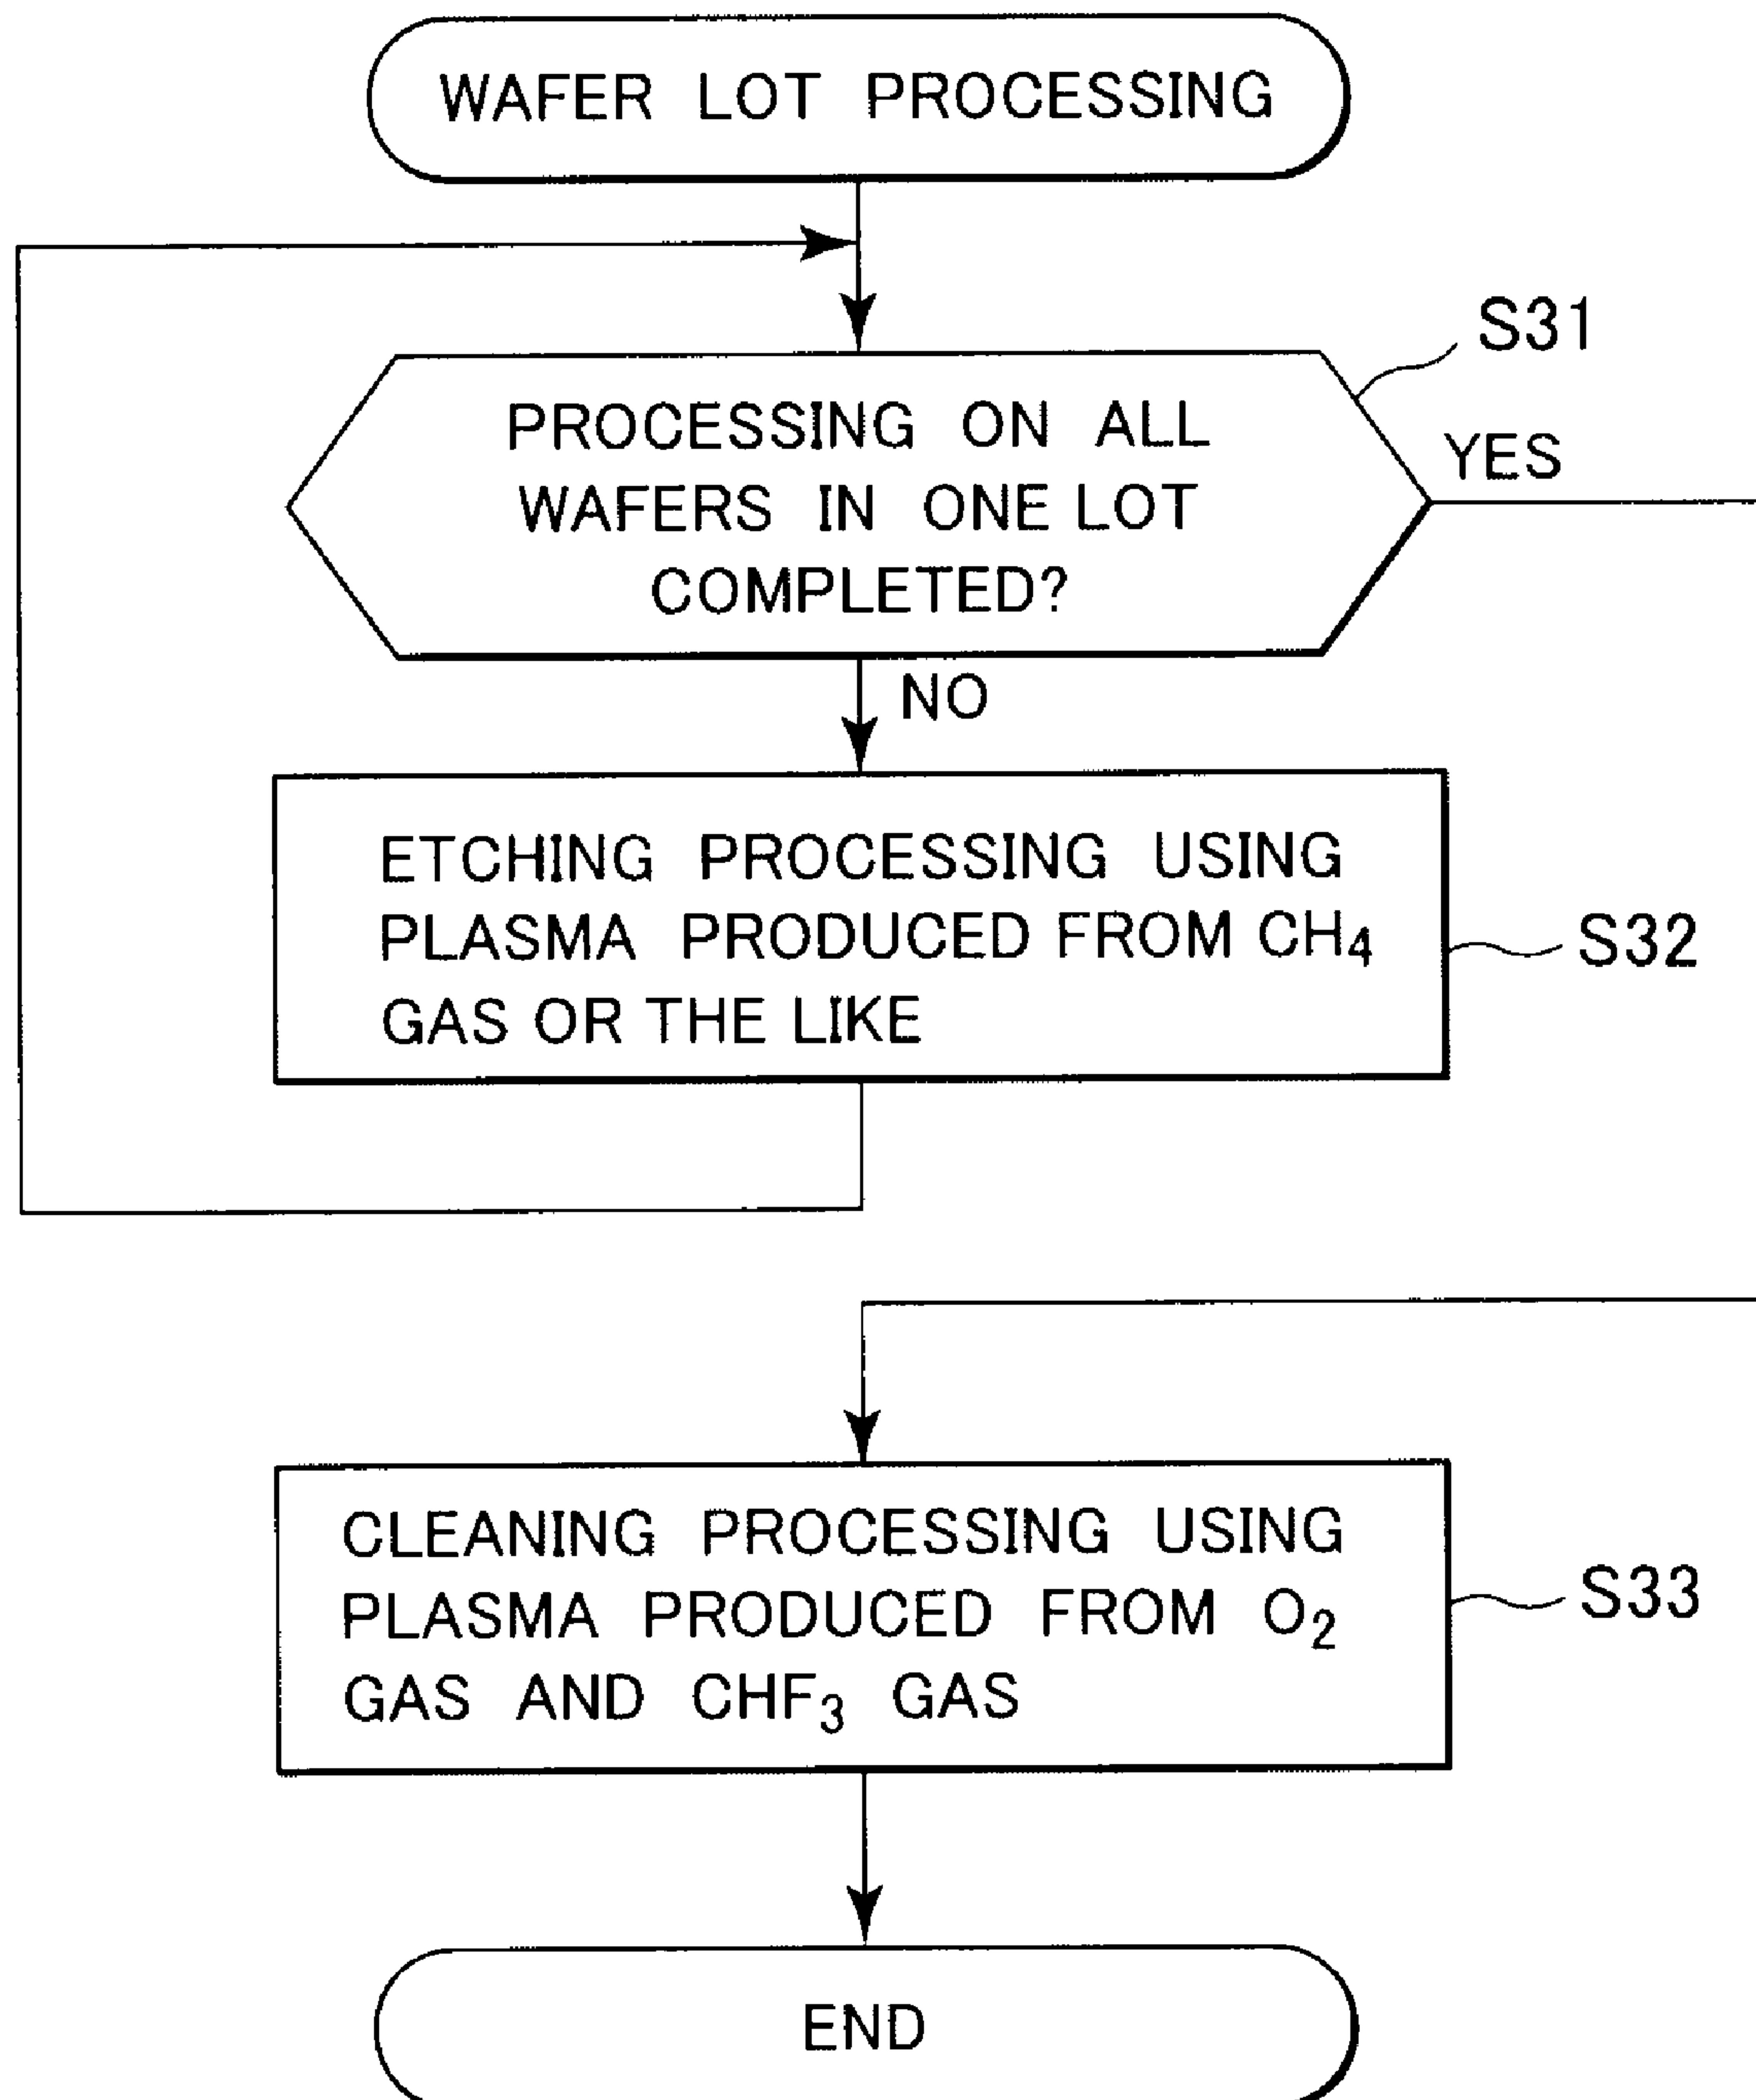 WAFER LOT PROCESSING
S31
PROCESSING ON ALL
WAFERS IN ONE LOT
COMPLETED?
YES
NO
ETCHING PROCESSING USING
PLASMA PRODUCED FROM CH₄
GAS OR THE LIKE
S32
CLEANING PROCESSING USING
PLASMA PRODUCED FROM O₂
GAS AND CHF₃ GAS
S33
END